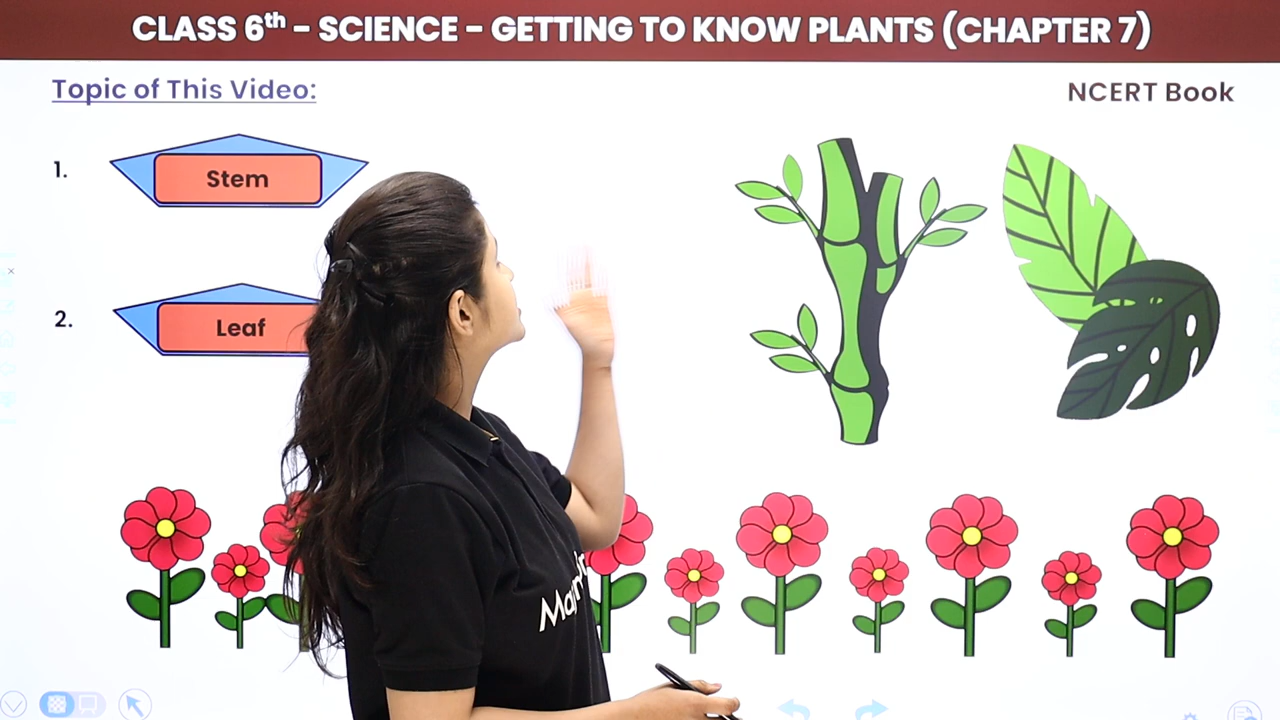 CLASS 6th - SCIENCE - GETTING TO KNOW PLANTS (CHAPTER 7)
Topic of This Video:
NCERT Book
1.
Stem
2.
Leaf